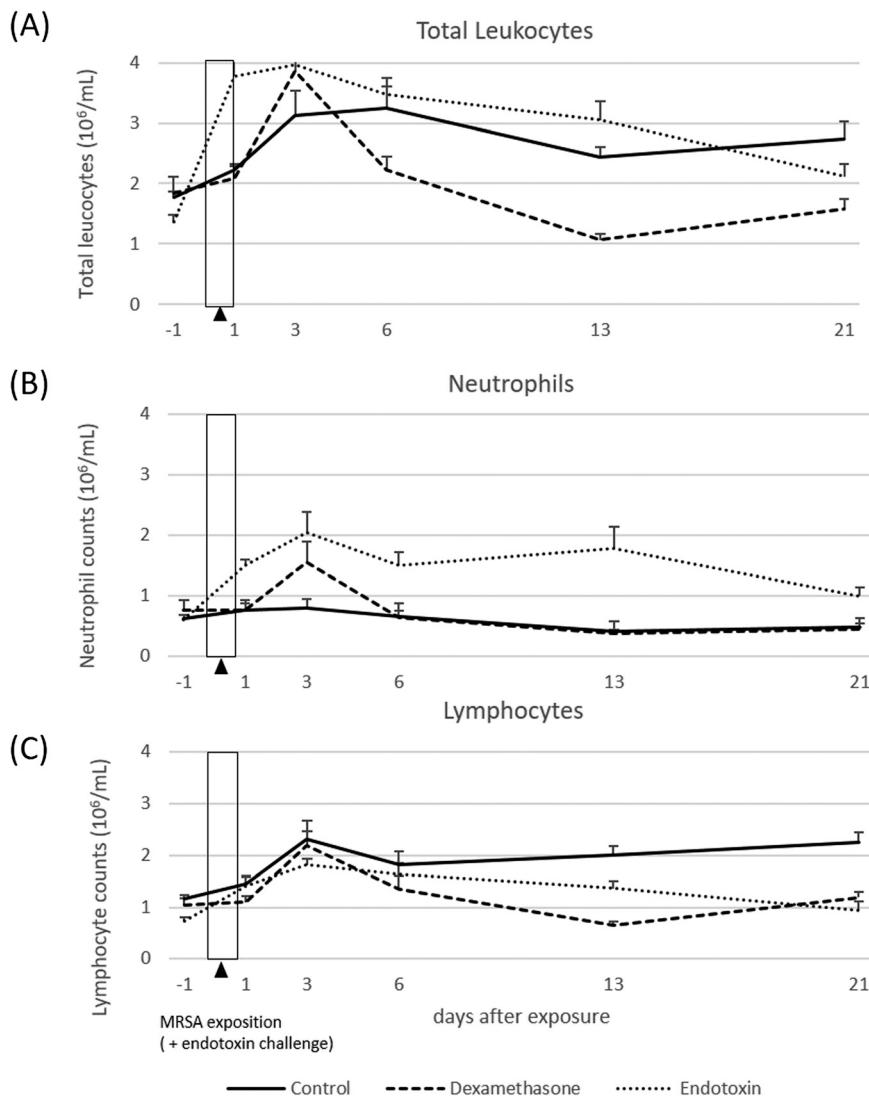 (A)
Total Leukocytes
Total leucocytes (10⁶/mL)
4
3
2
1
0
-1 1 3 6 13 21
(B)
Neutrophils
Neutrophil counts (10⁶/mL)
4
3
2
1
0
-1 1 3 6 13 21
(C)
Lymphocytes
Lymphocyte counts (10⁶/mL)
4
3
2
1
0
-1 1 3 6 13 21
MRSA exposition
( + endotoxin challenge)
days after exposure
Control Dexamethasone Endotoxin